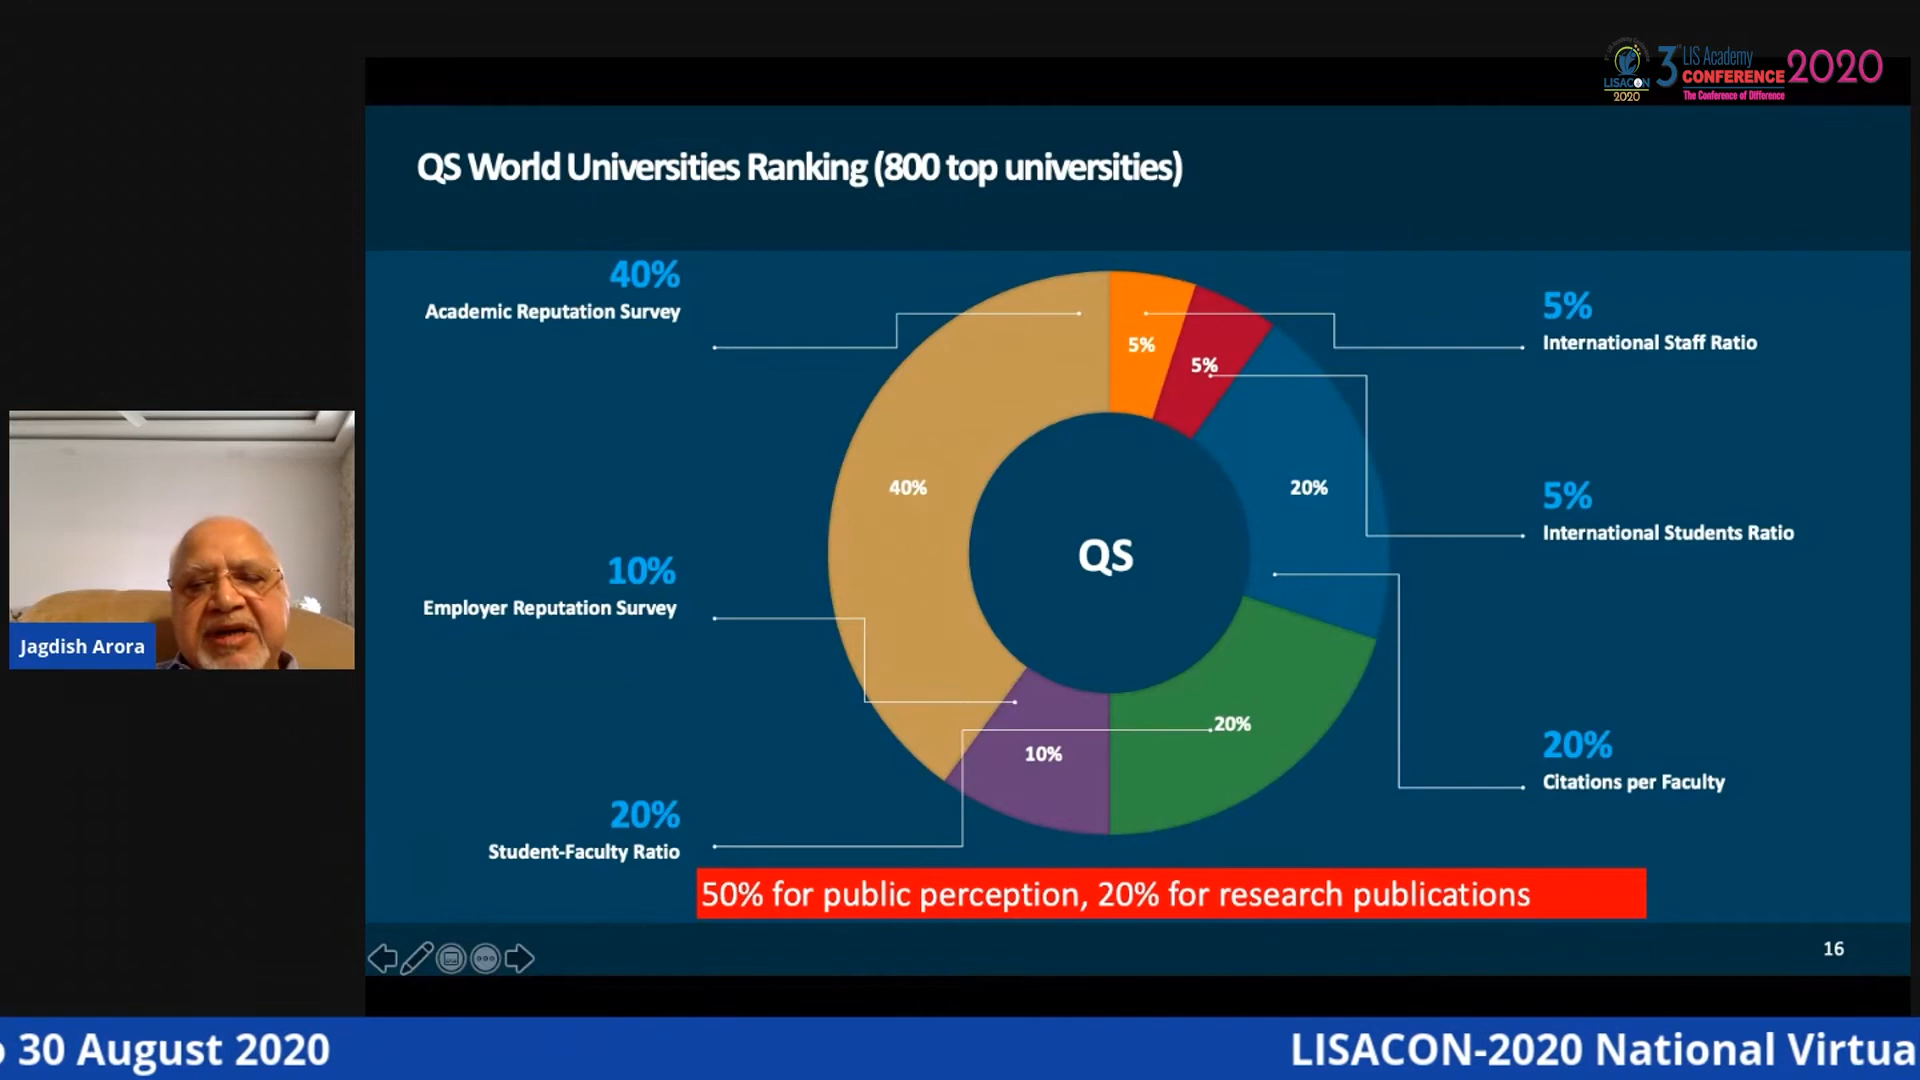 LISACON
2020
3rd LIS Academy
CONFERENCE 2020
The Conference of Difference
QS World Universities Ranking (800 top universities)
40%
Academic Reputation Survey
10%
Employer Reputation Survey
20%
Student-Faculty Ratio
5%
5%
20%
40%
20%
10%
QS
5%
International Staff Ratio
5%
International Students Ratio
20%
Citations per Faculty
50% for public perception, 20% for research publications
16
Jagdish Arora
30 August 2020
LISACON-2020 National Virtua